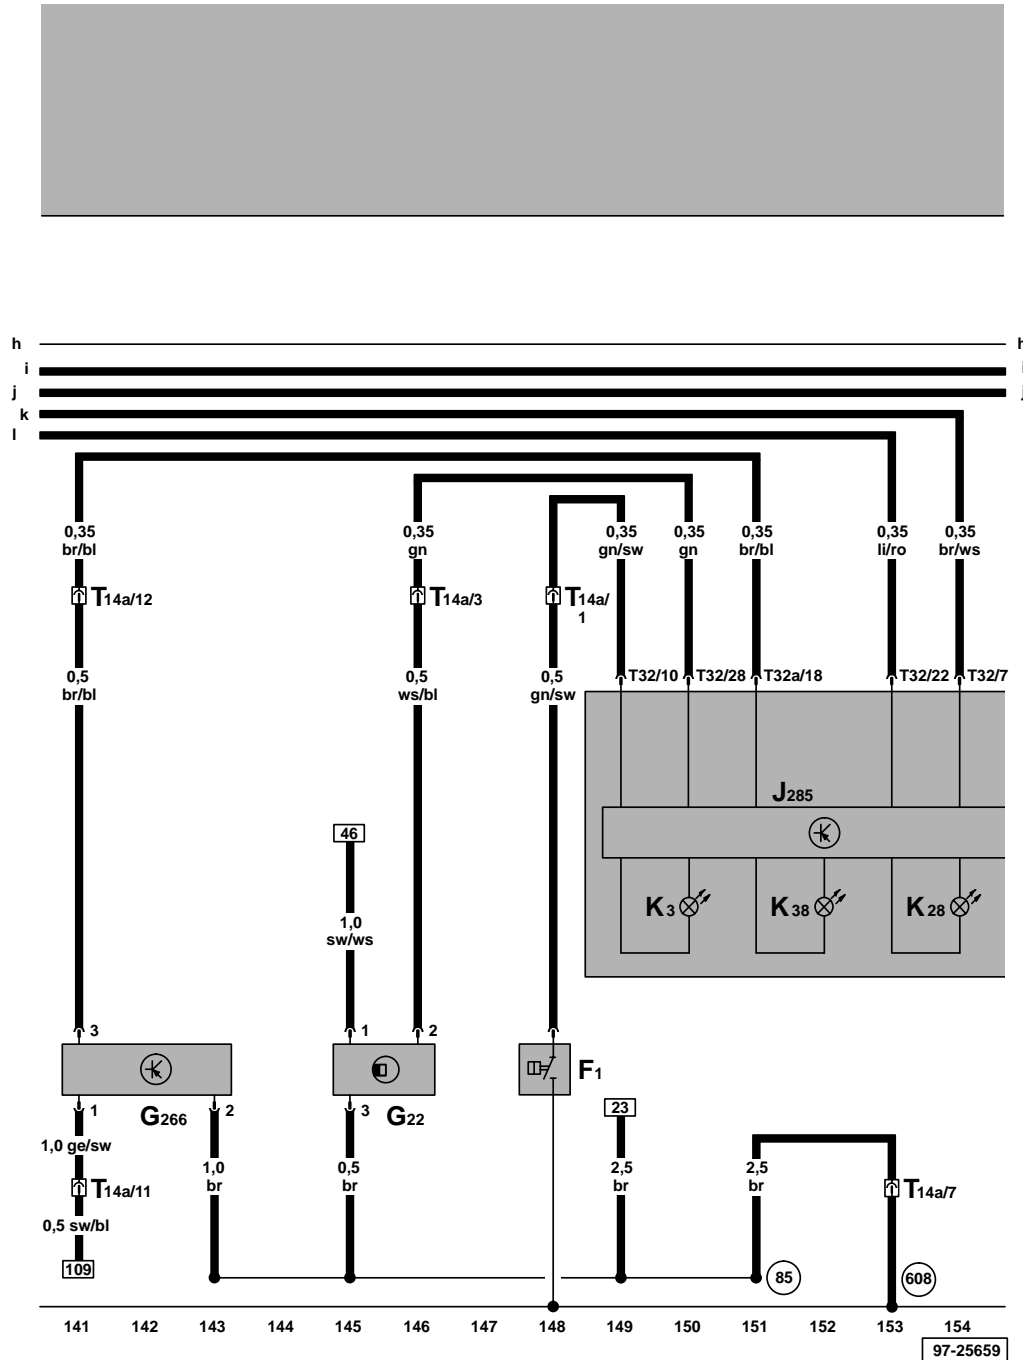 h h
i i
j j
k
l
0,35 0,35 0,35 0,35 0,35 0,35 0,35
br/bl gn gn/sw gn br/bl li/ro br/ws
T14a/12 T14a/3 T14a/
1
0,5 0,5 0,5
br/bl ws/bl gn/sw
T32/10 T32/28 T32a/18 T32/22 T32/7
J285
46
K3 K38 K28
1,0
sw/ws
3 1 2
F1
1 G266 2 3 G22 23
1,0 ge/sw
1,0 0,5 2,5 2,5
br br br br
T14a/11 T14a/7
0,5 sw/bl
109 85 608
141 142 143 144 145 146 147 148 149 150 151 152 153 154
97-25659